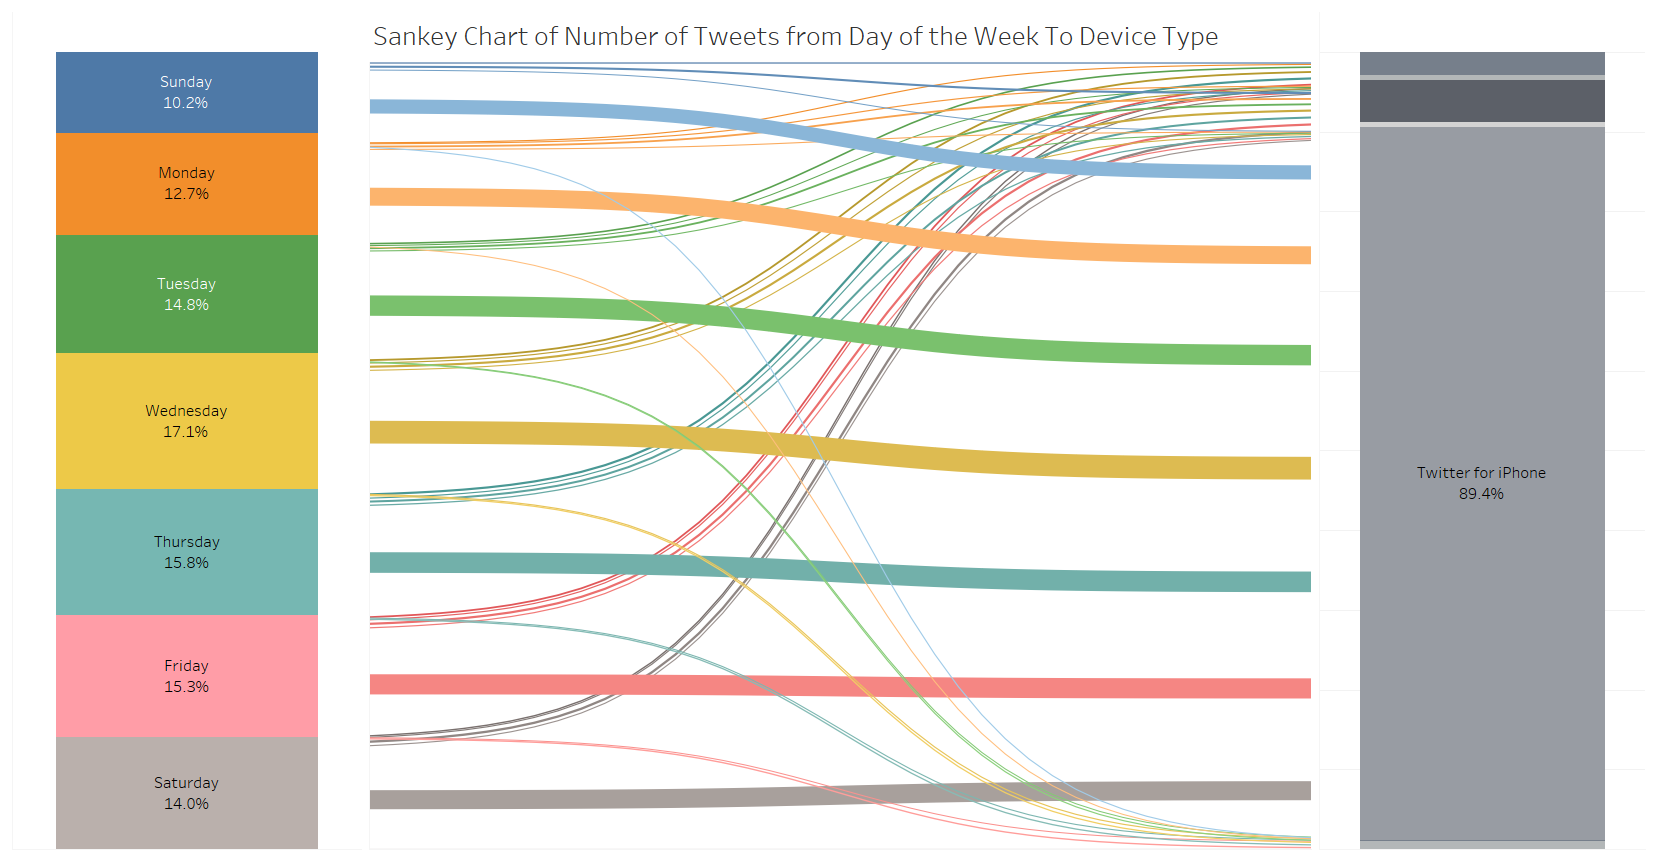 Sankey Chart of Number of Tweets from Day of the Week To Device Type
Sunday
10.2%
Monday
12.7%
Tuesday
14.8%
Wednesday
17.1%
Thursday
15.8%
Friday
15.3%
Saturday
14.0%
Twitter for iPhone
89.4%